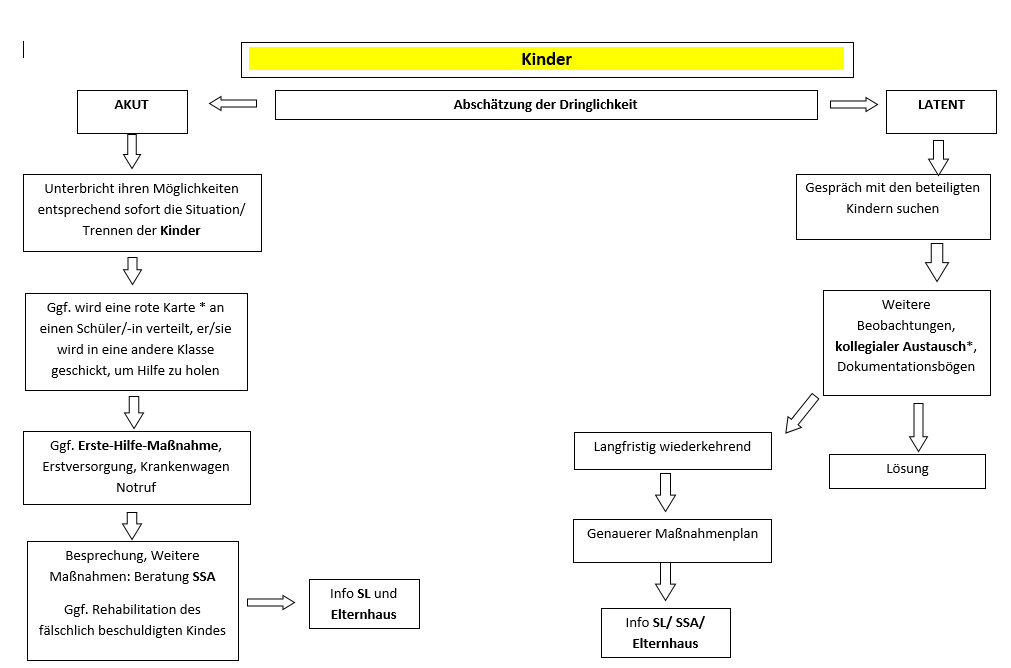 Kinder
AKUT
Abschätzung der Dringlichkeit
LATENT
Unterbricht ihren Möglichkeiten
entsprechend sofort die Situation/
Trennen der Kinder
Ggf. wird eine rote Karte * an
einen Schüler/-in verteilt, er/sie
wird in eine andere Klasse
geschickt, um Hilfe zu holen
Ggf. Erste-Hilfe-Maßnahme,
Erstversorgung, Krankenwagen
Notruf
Besprechung, Weitere
Maßnahmen: Beratung SSA
Ggf. Rehabilitation des
fälschlich beschuldigten Kindes
Info SL und
Elternhaus
Gespräch mit den beteiligten
Kindern suchen
Weitere
Beobachtungen,
kollegialer Austausch*,
Dokumentationsbögen
Langfristig wiederkehrend
Genauerer Maßnahmenplan
Info SL/ SSA/
Elternhaus
Lösung